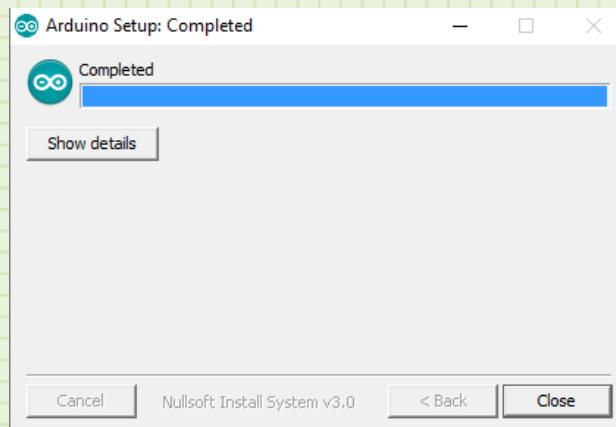 Arduino Setup: Completed
Completed
Show details
Cancel
Nullsoft Install System v3.0
< Back
Close